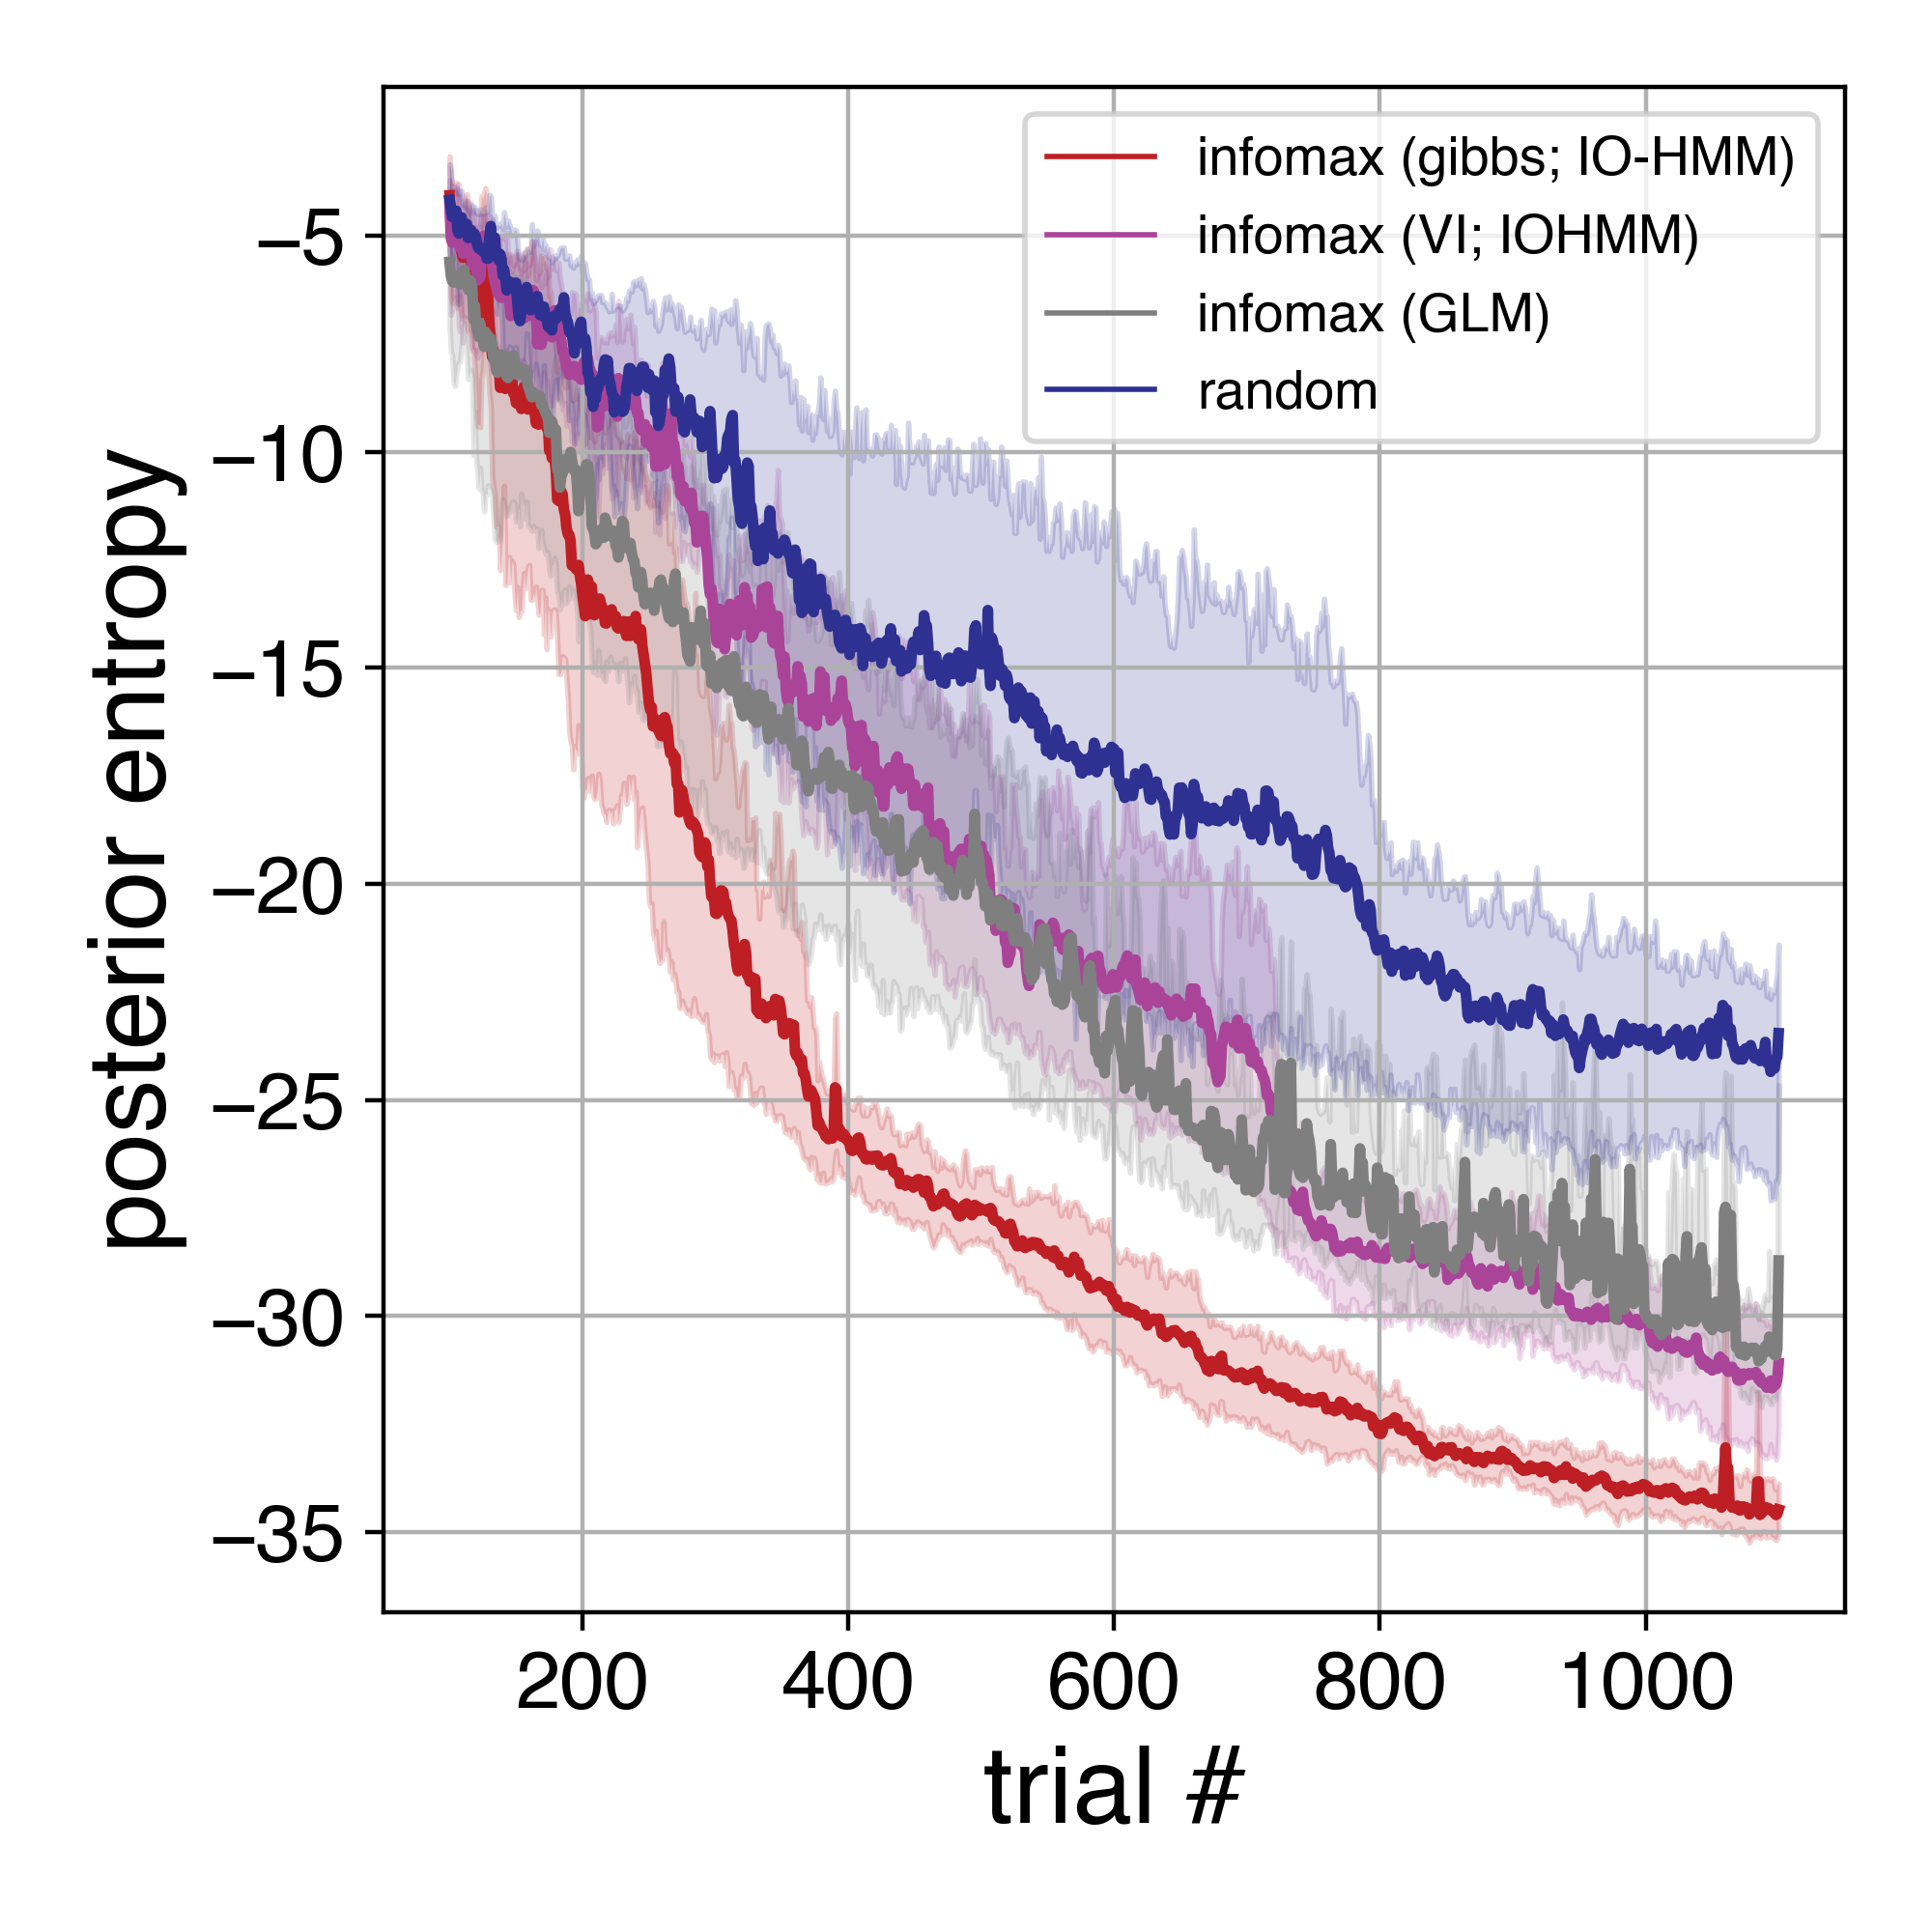 infomax (gibbs; IO-HMM)
infomax (VI; IOHMM)
infomax (GLM)
random
posterior entropy
−5
−10
−15
−20
−25
−30
−35
200 400 600 800 1000
trial #